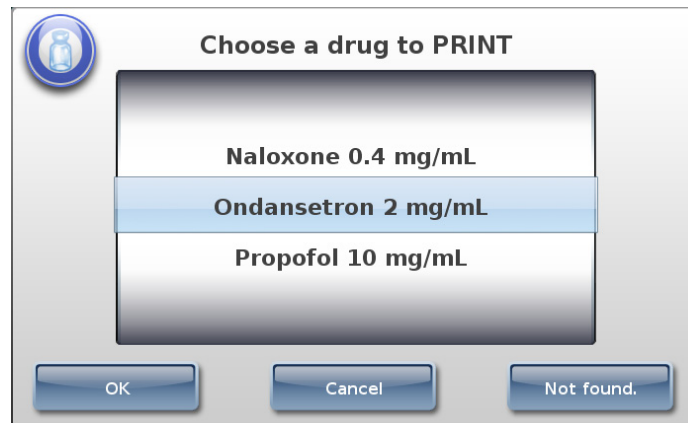 Choose a drug to PRINT
Naloxone 0.4 mg/mL
Ondansetron 2 mg/mL
Propofol 10 mg/mL
OK
Cancel
Not found.